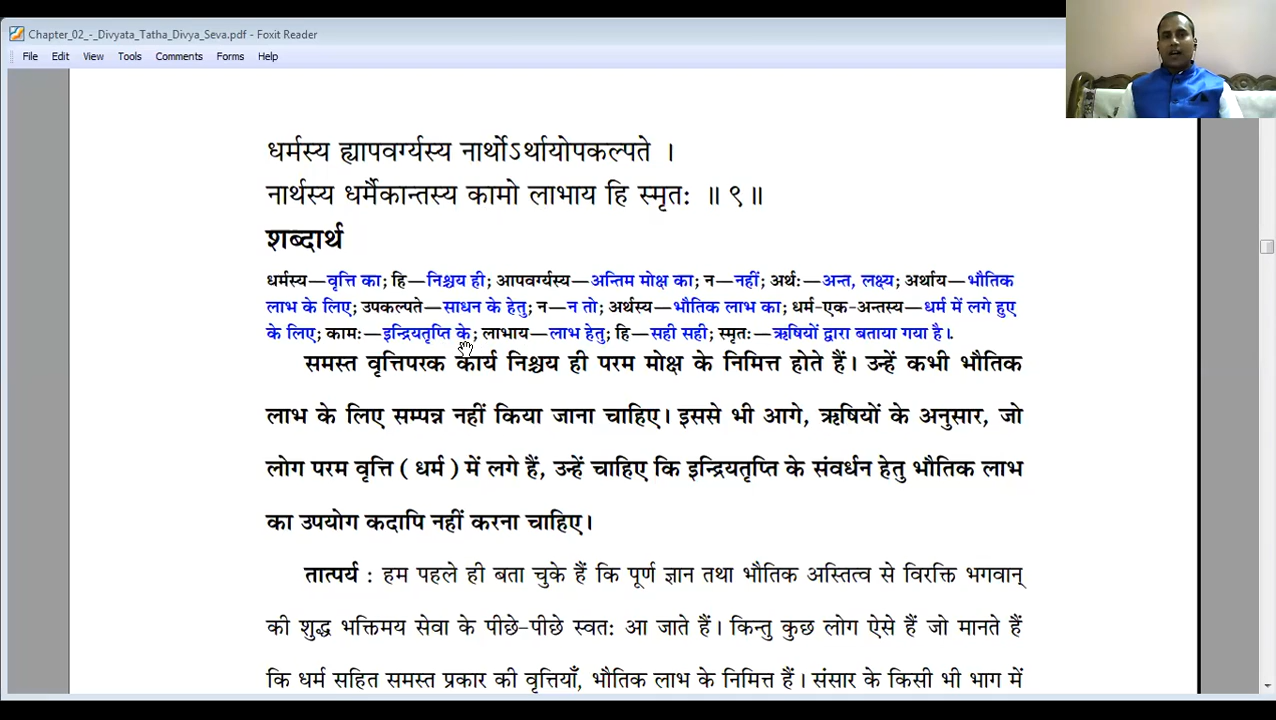 Chapter_02_-_Divyata_Tatha_Divya_Seva.pdf - Foxit Reader
File Edit View Tools Comments Forms Help
धर्मस्य ह्यापवर्ग्यस्य नार्थोऽर्थायोपकल्पते ।
नार्थस्य धर्मैकान्तस्य कामो लाभाय हि स्मृतः ॥ ९॥
शब्दार्थ
धर्मस्य—वृत्ति का; हि—निश्चय ही; आपवर्ग्यस्य—अन्तिम मोक्ष का; न—नहीं; अर्थः—अन्त, लक्ष्य; अर्थाय—भौतिक
लाभ के लिए; उपकल्पते—साधन के हेतु; न—न तो; अर्थस्य—भौतिक लाभ का; धर्म-एक-अन्तस्य—धर्म में लगे हुए
के लिए; कामः—इन्द्रियतृप्ति के; लाभाय—लाभ हेतु; हि—सही सही; स्मृतः—ऋषियों द्वारा बताया गया है।
समस्त वृत्तिपरक कार्य निश्चय ही परम मोक्ष के निमित्त होते हैं। उन्हें कभी भौतिक
लाभ के लिए सम्पन्न नहीं किया जाना चाहिए। इससे भी आगे, ऋषियों के अनुसार, जो
लोग परम वृत्ति ( धर्म ) में लगे हैं, उन्हें चाहिए कि इन्द्रियतृप्ति के संवर्धन हेतु भौतिक लाभ
का उपयोग कदापि नहीं करना चाहिए।
तात्पर्य : हम पहले ही बता चुके हैं कि पूर्ण ज्ञान तथा भौतिक अस्तित्व से विरक्ति भगवान्
की शुद्ध भक्तिमय सेवा के पीछे-पीछे स्वतः आ जाते हैं। किन्तु कुछ लोग ऐसे हैं जो मानते हैं
कि धर्म सहित समस्त प्रकार की वृत्तियाँ, भौतिक लाभ के निमित्त हैं। संसार के किसी भी भाग में